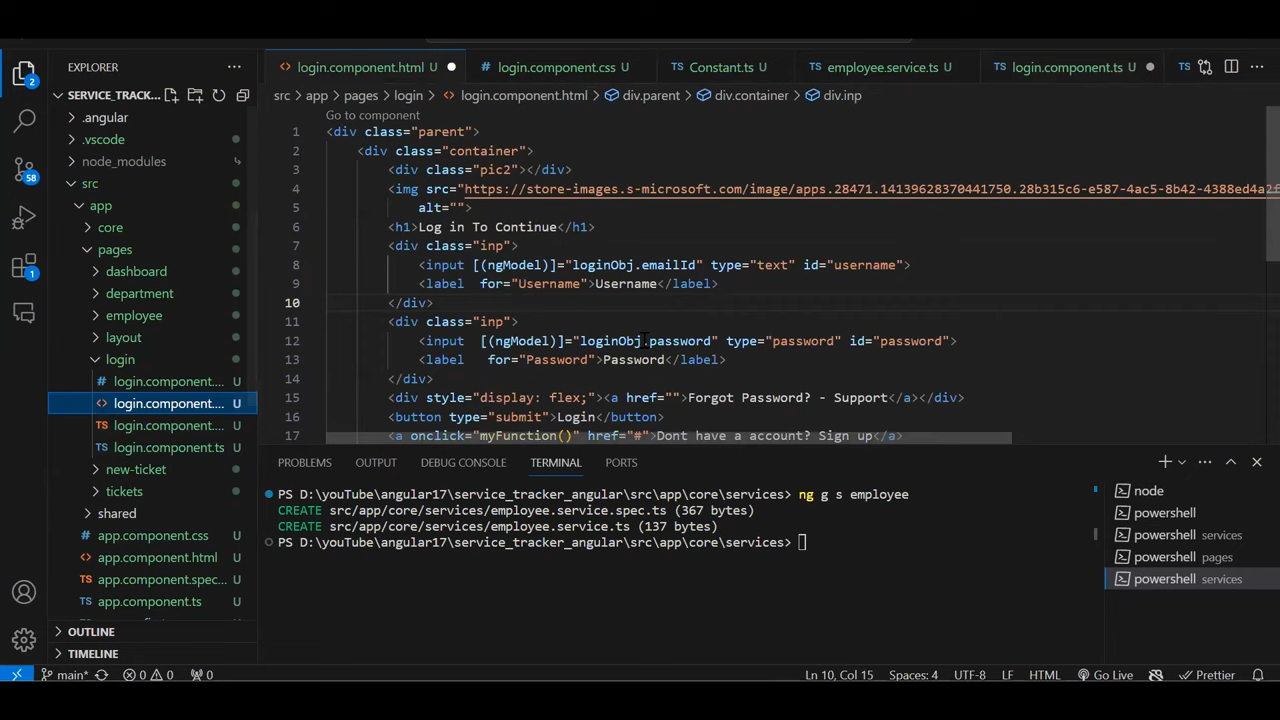 EXPLORER
login.component.html
login.component.css
Constant.ts
employee.service.ts
login.component.ts
SERVICE_TRACK...
src > app > pages > login > login.component.html > div.parent > div.container > div.inp
.angular
.vscode
node_modules
src
app
core
pages
dashboard
department
employee
layout
login
login.component....
login.component....
login.component....
login.component.ts
new-ticket
tickets
shared
app.component.css
app.component.html
app.component.spe...
app.component.ts
OUTLINE
TIMELINE
Go to component
1 <div class="parent">
2 <div class="container">
3 <div class="pic2"></div>
4 <img src="https://store-images.s-microsoft.com/image/apps.28471.14139628370441750.28b315c6-e587-4ac5-8b42-4388ed4a2f
5 alt="">
6 <h1>Log in To Continue</h1>
7 <div class="inp">
8 <input [(ngModel)]="loginObj.emailId" type="text" id="username">
9 <label for="Username">Username</label>
10 </div>
11 <div class="inp">
12 <input [(ngModel)]="loginObj.password" type="password" id="password">
13 <label for="Password">Password</label>
14 </div>
15 <div style="display: flex;"><a href="">Forgot Password? - Support</a></div>
16 <button type="submit">Login</button>
17 <a onclick="myFunction()" href="#">Dont have a account? Sign up</a>
PROBLEMS OUTPUT DEBUG CONSOLE TERMINAL PORTS
PS D:\youTube\angular17\service_tracker_angular\src\app\core\services> ng g s employee
CREATE src/app/core/services/employee.service.spec.ts (367 bytes)
CREATE src/app/core/services/employee.service.ts (137 bytes)
PS D:\youTube\angular17\service_tracker_angular\src\app\core\services>
node
powershell
powershell services
powershell pages
powershell services
2
58
1
U
U
U
U
U
U
U
U
main* 0 0 0 Ln 10, Col 15 Spaces: 4 UTF-8 LF HTML Go Live Prettier